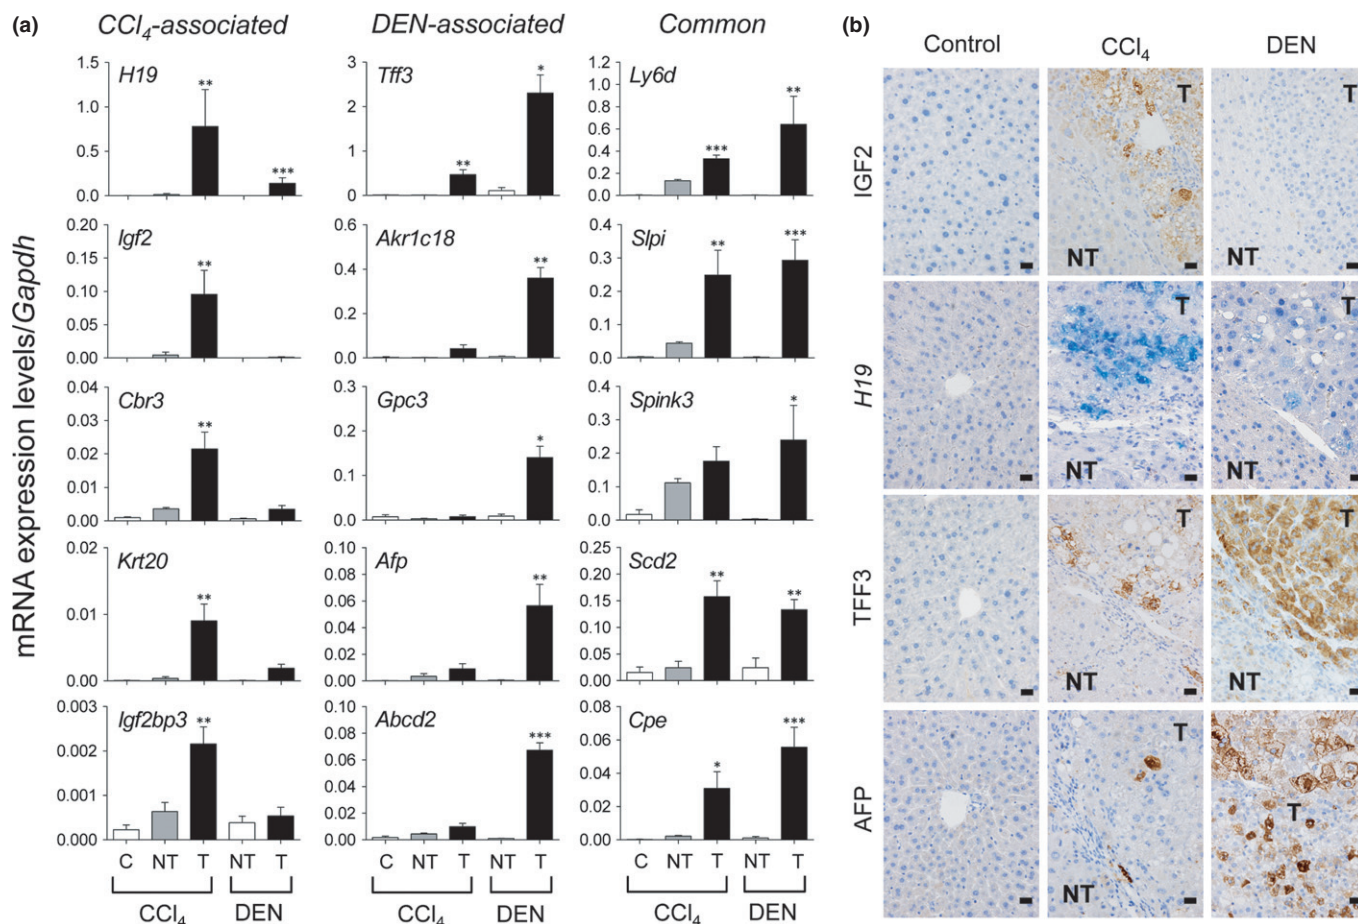 (a)
CCl4-associated
DEN-associated
Common
mRNA expression levels/Gapdh
H19
1.5
1.0
0.5
0.0
**
***
Tff3
3
2
1
0
**
*
Ly6d
1.2
1.0
0.8
0.6
0.4
0.2
0.0
***
**
Igf2
0.20
0.15
0.10
0.05
0.00
**
Akr1c18
0.6
0.4
0.2
0.0
**
Slpi
0.5
0.4
0.3
0.2
0.1
0.0
**
***
Cbr3
0.04
0.03
0.02
0.01
0.00
**
Gpc3
0.3
0.2
0.1
0.0
*
Spink3
0.4
0.3
0.2
0.1
0.0
*
Krt20
0.02
0.01
0.00
**
Afp
0.10
0.08
0.06
0.04
0.02
0.00
**
Scd2
0.25
0.20
0.15
0.10
0.05
0.00
**
**
Igf2bp3
0.003
0.002
0.001
0.000
**
Abcd2
0.10
0.08
0.06
0.04
0.02
0.00
***
Cpe
0.08
0.06
0.04
0.02
0.00
*
***
C NT T NT T
CCl4 DEN
C NT T NT T
CCl4 DEN
C NT T NT T
CCl4 DEN
(b)
Control CCl4 DEN
IGF2
T T
NT NT
H19
T T
NT NT
TFF3
T T
NT NT
AFP
T T
NT